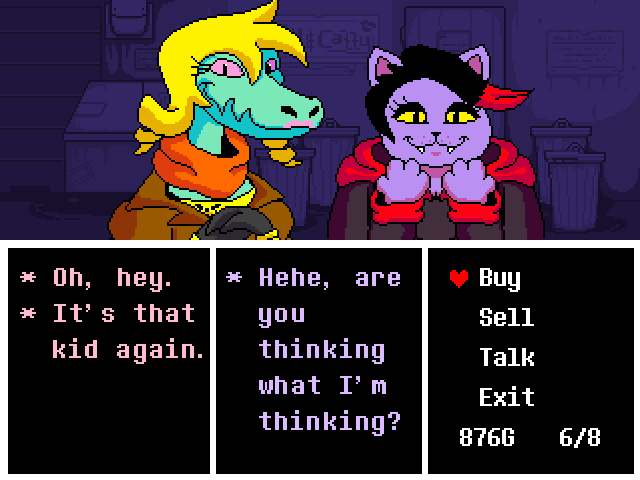 & Catty
* Oh, hey.
* It's that
kid again.
* Hehe, are
you
thinking
what I'm
thinking?
Buy
Sell
Talk
Exit
876G 6/8